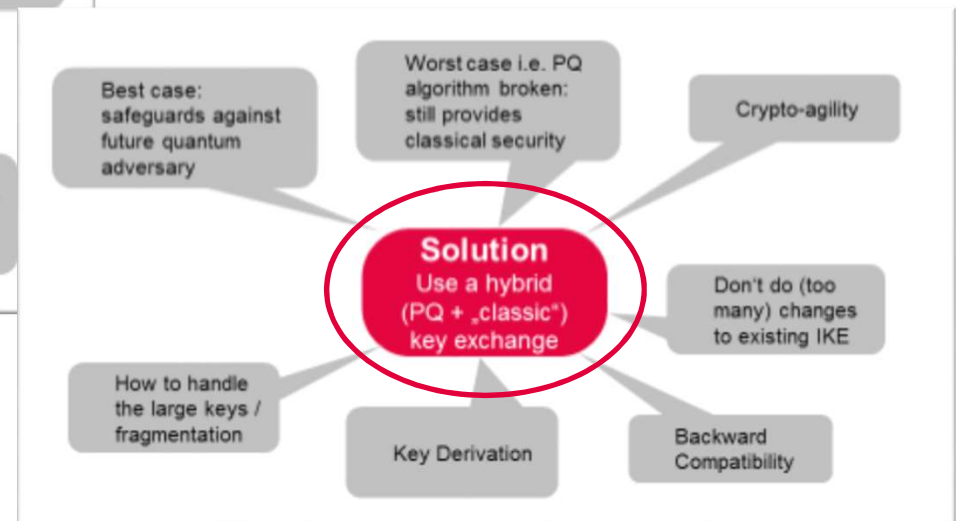 Best case:
safeguards against
future quantum
adversary
Worst case i.e. PQ
algorithm broken:
still provides
classical security
Crypto-agility
Solution
Use a hybrid
(PQ + „classic“)
key exchange
Don't do (too
many) changes
to existing IKE
How to handle
the large keys /
fragmentation
Key Derivation
Backward
Compatibility